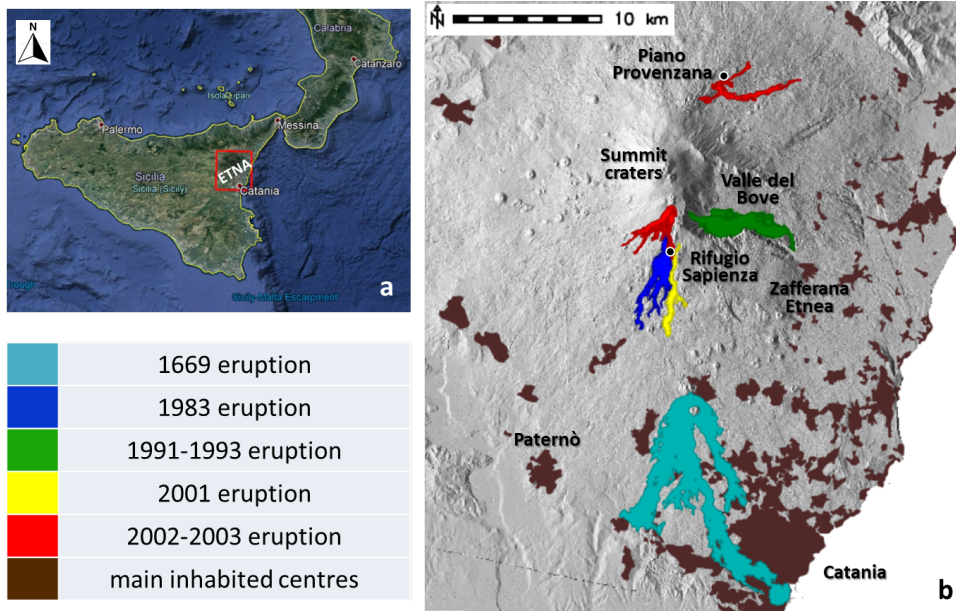 N
Calabria
Catanzaro
Isole Lipari
Messina
Palermo
ETNA
Sicilia
Sicilia (Sicily)
Catania
Sicily-Malta Escarpment
a
1669 eruption
1983 eruption
1991-1993 eruption
2001 eruption
2002-2003 eruption
main inhabited centres
N
10 km
Piano
Provenzana
Summit
craters
Valle del
Bove
Rifugio
Sapienza
Zafferana
Etnea
Paternò
Catania
b